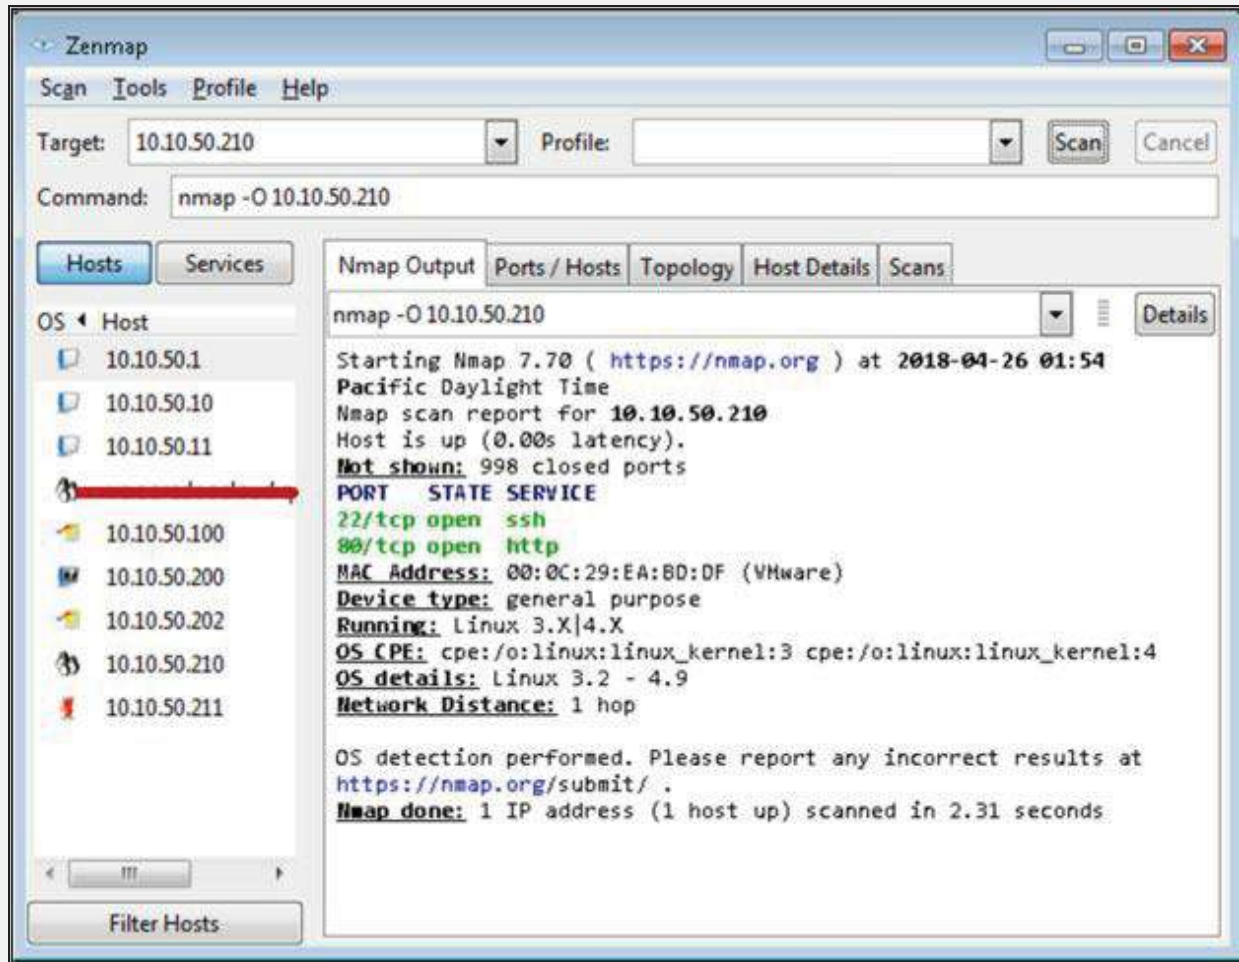 Zenmap
Scan Tools Profile Help
Target: 10.10.50.210 Profile: Scan Cancel
Command: nmap -O 10.10.50.210
Hosts Services
Nmap Output Ports / Hosts Topology Host Details Scans
OS Host
10.10.50.1
10.10.50.10
10.10.50.11
10.10.50.100
10.10.50.200
10.10.50.202
10.10.50.210
10.10.50.211
Filter Hosts
nmap -O 10.10.50.210 Details
Starting Nmap 7.70 ( https://nmap.org ) at 2018-04-26 01:54
Pacific Daylight Time
Nmap scan report for 10.10.50.210
Host is up (0.00s latency).
Not shown: 998 closed ports
PORT STATE SERVICE
22/tcp open ssh
80/tcp open http
MAC Address: 00:0C:29:EA:BD:DF (VMware)
Device type: general purpose
Running: Linux 3.X|4.X
OS CPE: cpe:/o:linux:linux_kernel:3 cpe:/o:linux:linux_kernel:4
OS details: Linux 3.2 - 4.9
Network Distance: 1 hop
OS detection performed. Please report any incorrect results at
https://nmap.org/submit/ .
Nmap done: 1 IP address (1 host up) scanned in 2.31 seconds